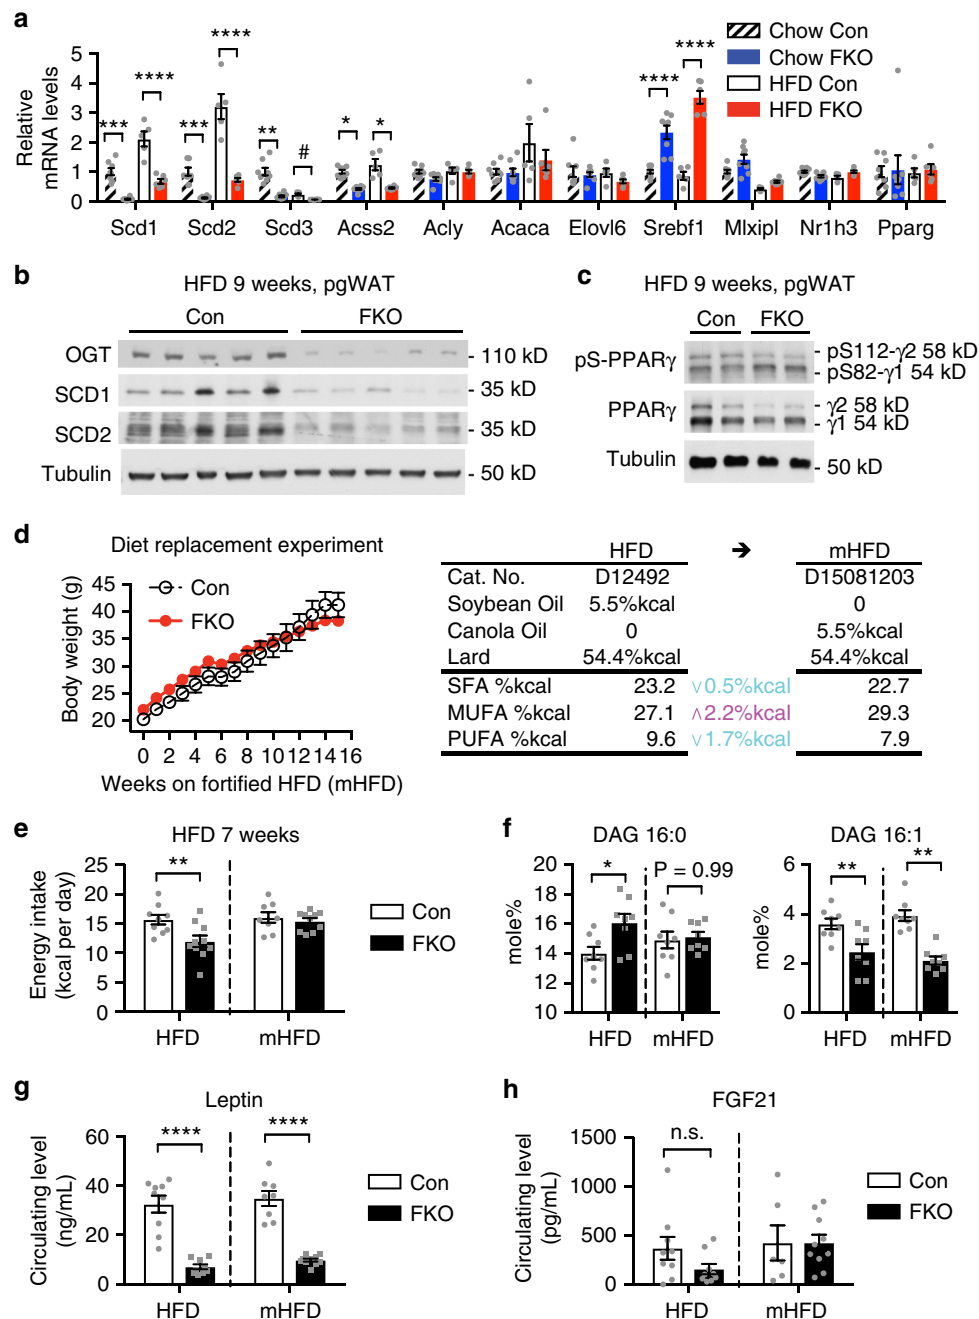 a
Relative
mRNA levels
5
4
3
2
1
0
Chow Con
Chow FKO
HFD Con
HFD FKO
*** **** *** **** ** # * * **** ****
Scd1 Scd2 Scd3 Acss2 Acly Acaca Elovl6 Srebf1 Mlxipl Nr1h3 Pparg
b
HFD 9 weeks, pgWAT
Con FKO
OGT - 110 kD
SCD1 - 35 kD
SCD2 - 35 kD
Tubulin - 50 kD
c
HFD 9 weeks, pgWAT
Con FKO
pS-PPARγ
- pS112-γ2 58 kD
- pS82-γ1 54 kD
PPARγ
- γ2 58 kD
- γ1 54 kD
Tubulin - 50 kD
d
Diet replacement experiment
Body weight (g)
45
40
35
30
25
20
Con
FKO
0 2 4 6 8 10 12 14 16
Weeks on fortified HFD (mHFD)
HFD ➔ mHFD
Cat. No. D12492 D15081203
Soybean Oil 5.5%kcal 0
Canola Oil 0 5.5%kcal
Lard 54.4%kcal 54.4%kcal
SFA %kcal 23.2 ∨0.5%kcal 22.7
MUFA %kcal 27.1 ∧2.2%kcal 29.3
PUFA %kcal 9.6 ∨1.7%kcal 7.9
e
HFD 7 weeks
Energy intake
(kcal per day)
25
20
15
10
5
0
**
Con
FKO
HFD mHFD
f
DAG 16:0
mole%
20
18
16
14
12
10
*
P = 0.99
HFD mHFD
DAG 16:1
mole%
6
4
2
0
** **
HFD mHFD
g
Leptin
Circulating level
(ng/mL)
60
40
20
0
**** ****
Con
FKO
HFD mHFD
h
FGF21
Circulating level
(pg/mL)
1500
1000
500
0
n.s.
Con
FKO
HFD mHFD